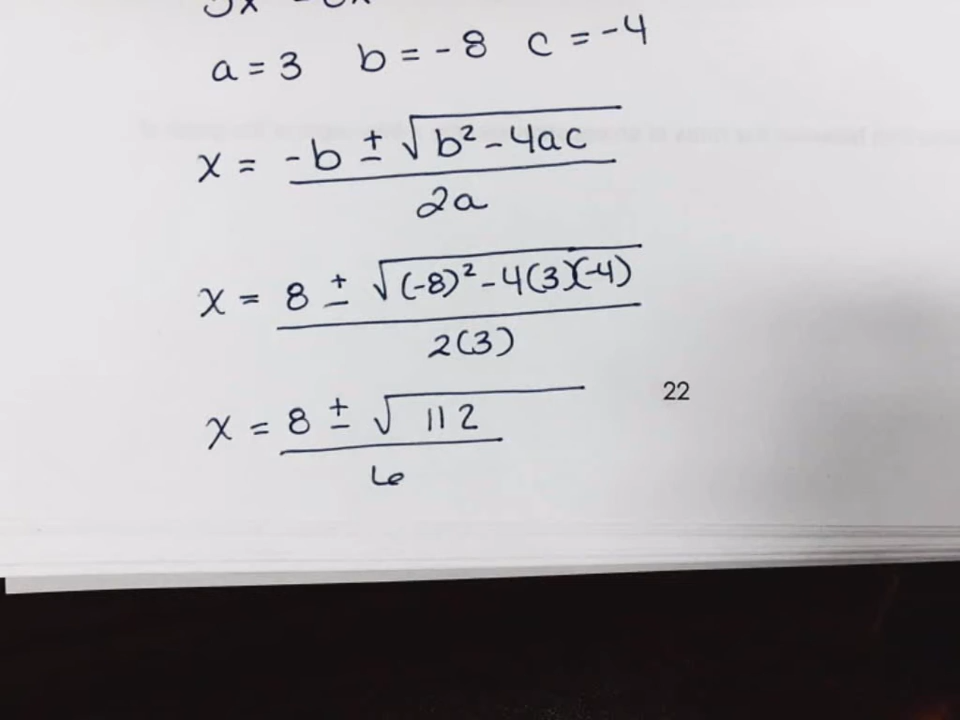 a = 3 b = -8 c = -4
x = -b ± √b² - 4ac
2a
x = 8 ± √(-8)² - 4(3)(-4)
2(3)
22
x = 8 ± √112
6